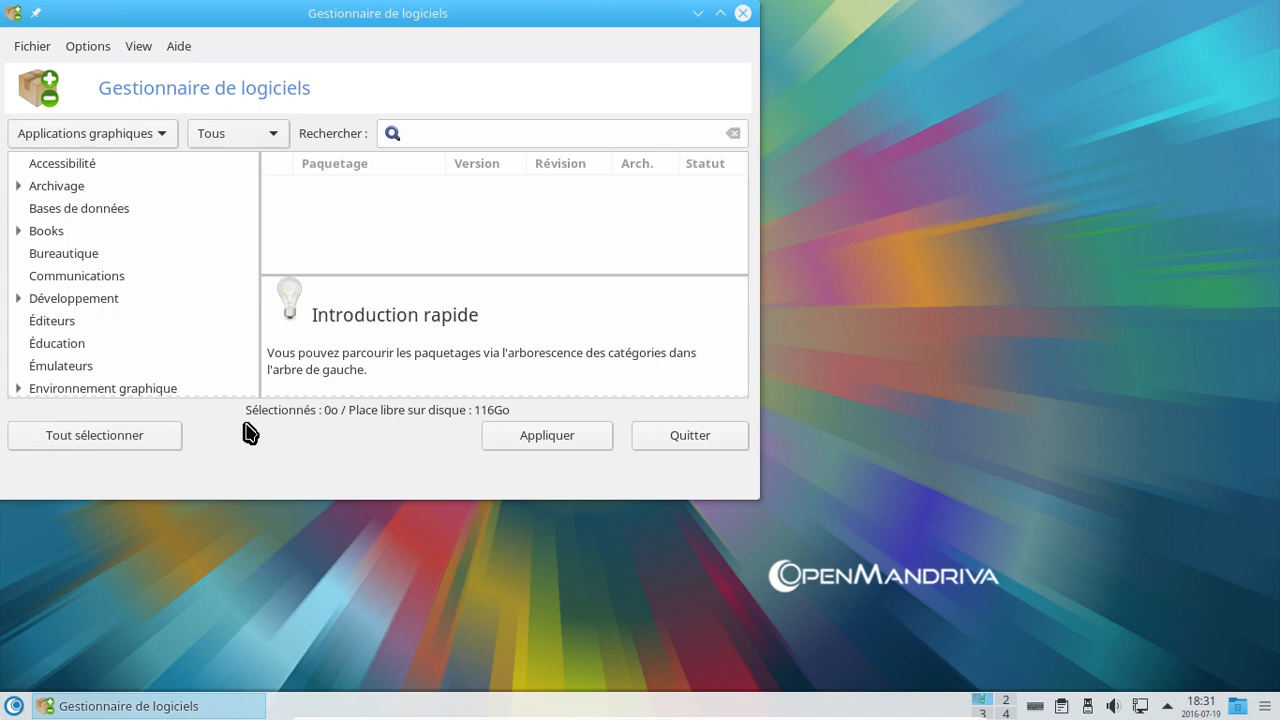 Gestionnaire de logiciels
Fichier Options View Aide
Gestionnaire de logiciels
Applications graphiques Tous Rechercher :
Paquetage Version Révision Arch. Statut
Accessibilité
Archivage
Bases de données
Books
Bureautique
Communications
Développement
Éditeurs
Éducation
Émulateurs
Environnement graphique
Introduction rapide
Vous pouvez parcourir les paquetages via l'arborescence des catégories dans
l'arbre de gauche.
Sélectionnés : 0o / Place libre sur disque : 116Go
Tout sélectionner Appliquer Quitter
OPENMANDRIVA
Gestionnaire de logiciels
2
3 4
18:31
2016-07-19